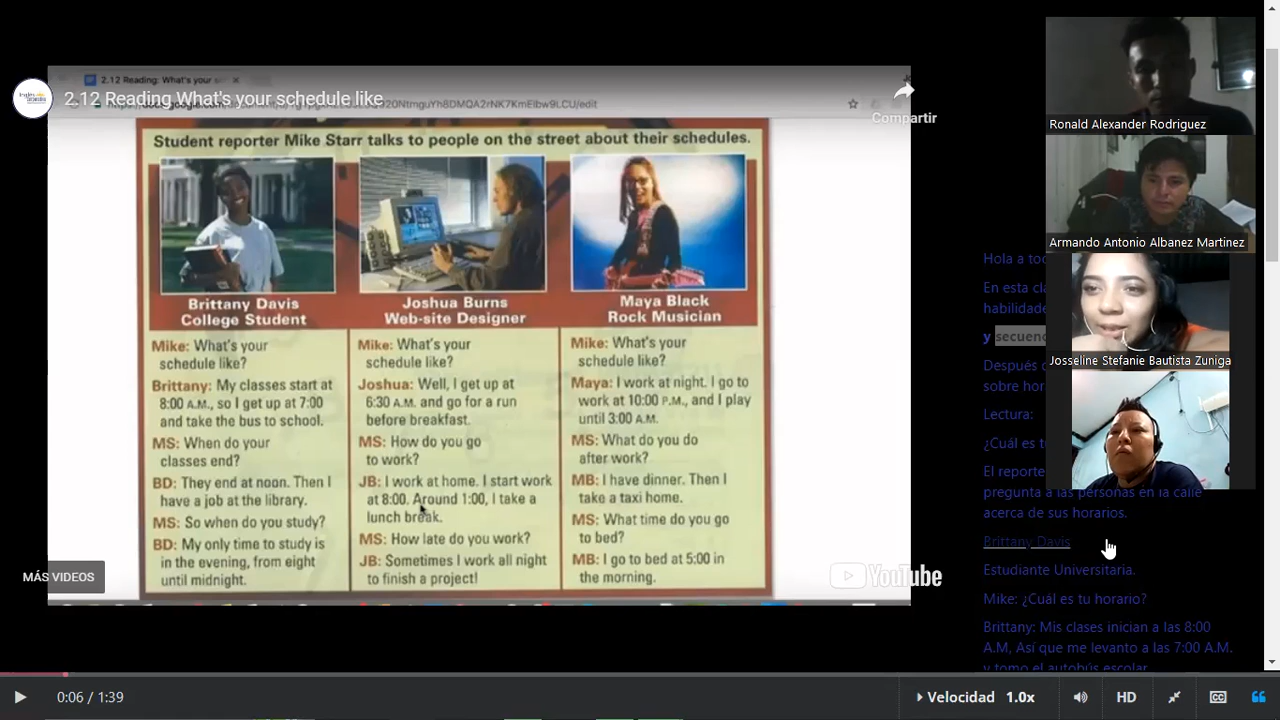 2.12 Reading: What's your
2.12 Reading What's your schedule like
Compartir
Student reporter Mike Starr talks to people on the street about their schedules.
Brittany Davis
College Student
Mike: What's your
schedule like?
Brittany: My classes start at
8:00 A.M., so I get up at 7:00
and take the bus to school.
MS: When do your
classes end?
BD: They end at noon. Then I
have a job at the library.
MS: So when do you study?
BD: My only time to study is
in the evening, from eight
until midnight.
Joshua Burns
Web-site Designer
Mike: What's your
schedule like?
Joshua: Well, I get up at
6:30 A.M. and go for a run
before breakfast.
MS: How do you go
to work?
JB: I work at home. I start work
at 8:00. Around 1:00, I take a
lunch break.
MS: How late do you work?
JB: Sometimes I work all night
to finish a project!
Maya Black
Rock Musician
Mike: What's your
schedule like?
Maya: I work at night. I go to
work at 10:00 P.M., and I play
until 3:00 A.M.
MS: What do you do
after work?
MB: I have dinner. Then I
take a taxi home.
MS: What time do you go
to bed?
MB: I go to bed at 5:00 in
the morning.
MÁS VIDEOS
YouTube
Ronald Alexander Rodriguez
Armando Antonio Albanez Martinez
Josseline Stefanie Bautista Zuniga
Hola a
En esta
y
Después
sobre
Lectura:
¿Cuál es
El
pregunta a las personas en la calle
acerca de sus horarios.
Brittany Davis
Estudiante Universitaria.
Mike: ¿Cuál es tu horario?
Brittany: Mis clases inician a las 8:00
A.M, Así que me levanto a las 7:00 A.M.
y tomo el autobús escolar
0:06 / 1:39
Velocidad 1.0x
HD